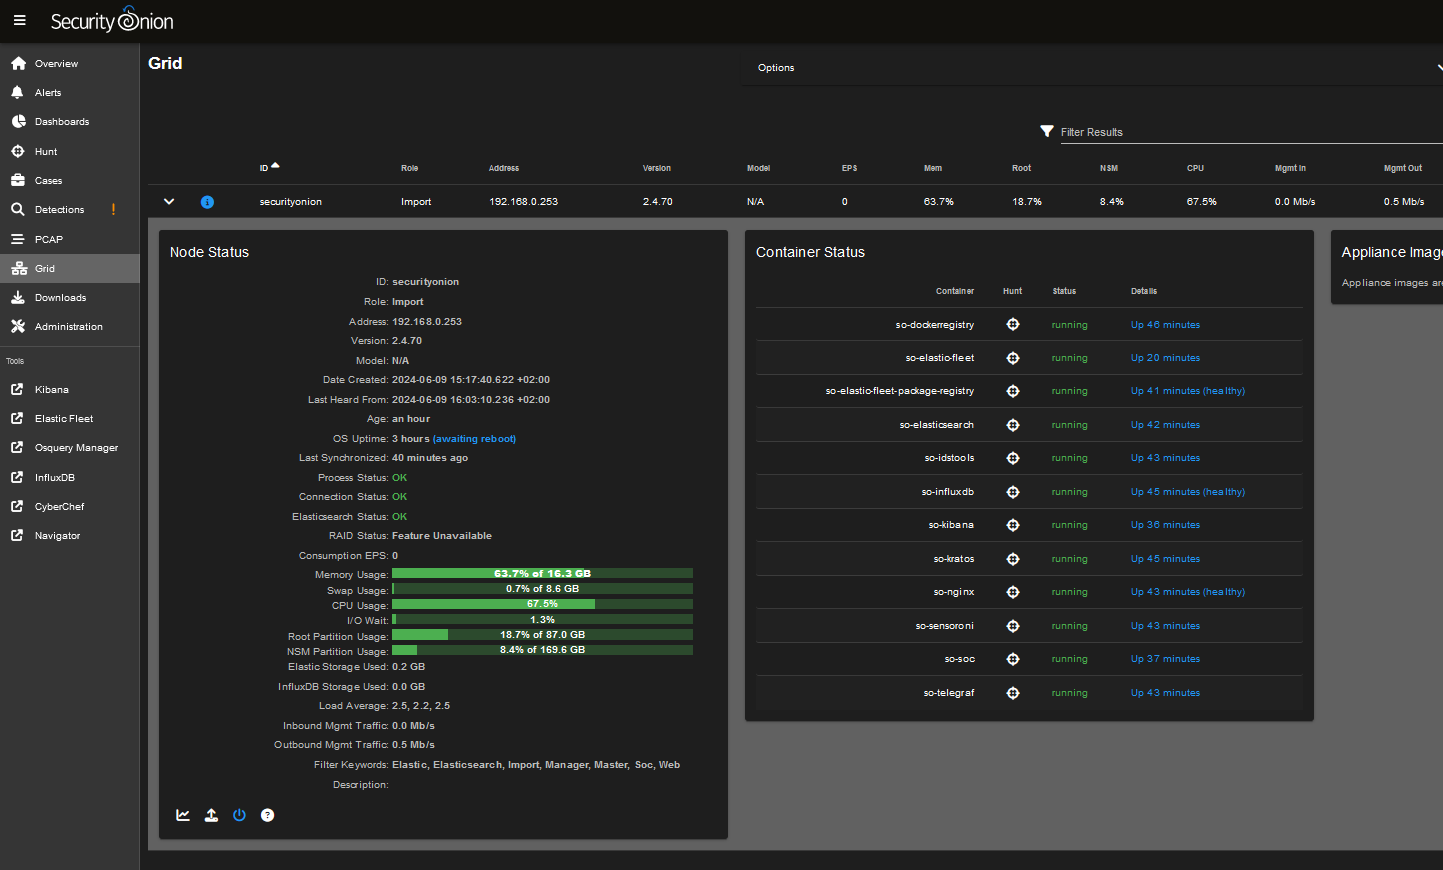 Security Onion
Overview
Alerts
Dashboards
Hunt
Cases
Detections !
PCAP
Grid
Downloads
Administration
Tools
Kibana
Elastic Fleet
Osquery Manager
InfluxDB
CyberChef
Navigator
Grid
Options
Filter Results
ID Role Address Version Model EPS Mem Root NSM CPU Mgmt In Mgmt Out
securityonion Import 192.168.0.253 2.4.70 N/A 0 63.7% 18.7% 8.4% 67.5% 0.0 Mb/s 0.5 Mb/s
Node Status
ID: securityonion
Role: Import
Address: 192.168.0.253
Version: 2.4.70
Model: N/A
Date Created: 2024-06-09 15:17:40.622 +02:00
Last Heard From: 2024-06-09 16:03:10.236 +02:00
Age: an hour
OS Uptime: 3 hours (awaiting reboot)
Last Synchronized: 40 minutes ago
Process Status: OK
Connection Status: OK
Elasticsearch Status: OK
RAID Status: Feature Unavailable
Consumption EPS: 0
Memory Usage: 63.7% of 16.3 GB
Swap Usage: 0.7% of 8.6 GB
CPU Usage: 67.5%
I/O Wait: 1.3%
Root Partition Usage: 18.7% of 87.0 GB
NSM Partition Usage: 8.4% of 169.6 GB
Elastic Storage Used: 0.2 GB
InfluxDB Storage Used: 0.0 GB
Load Average: 2.5, 2.2, 2.5
Inbound Mgmt Traffic: 0.0 Mb/s
Outbound Mgmt Traffic: 0.5 Mb/s
Filter Keywords: Elastic, Elasticsearch, Import, Manager, Master, Soc, Web
Description:
Container Status
Container Hunt Status Details
so-dockerregistry running Up 46 minutes
so-elastic-fleet running Up 20 minutes
so-elastic-fleet-package-registry running Up 41 minutes (healthy)
so-elasticsearch running Up 42 minutes
so-idstools running Up 43 minutes
so-influxdb running Up 45 minutes (healthy)
so-kibana running Up 36 minutes
so-kratos running Up 45 minutes
so-nginx running Up 43 minutes (healthy)
so-sensoroni running Up 43 minutes
so-soc running Up 37 minutes
so-telegraf running Up 43 minutes
Appliance Imag
Appliance images ar